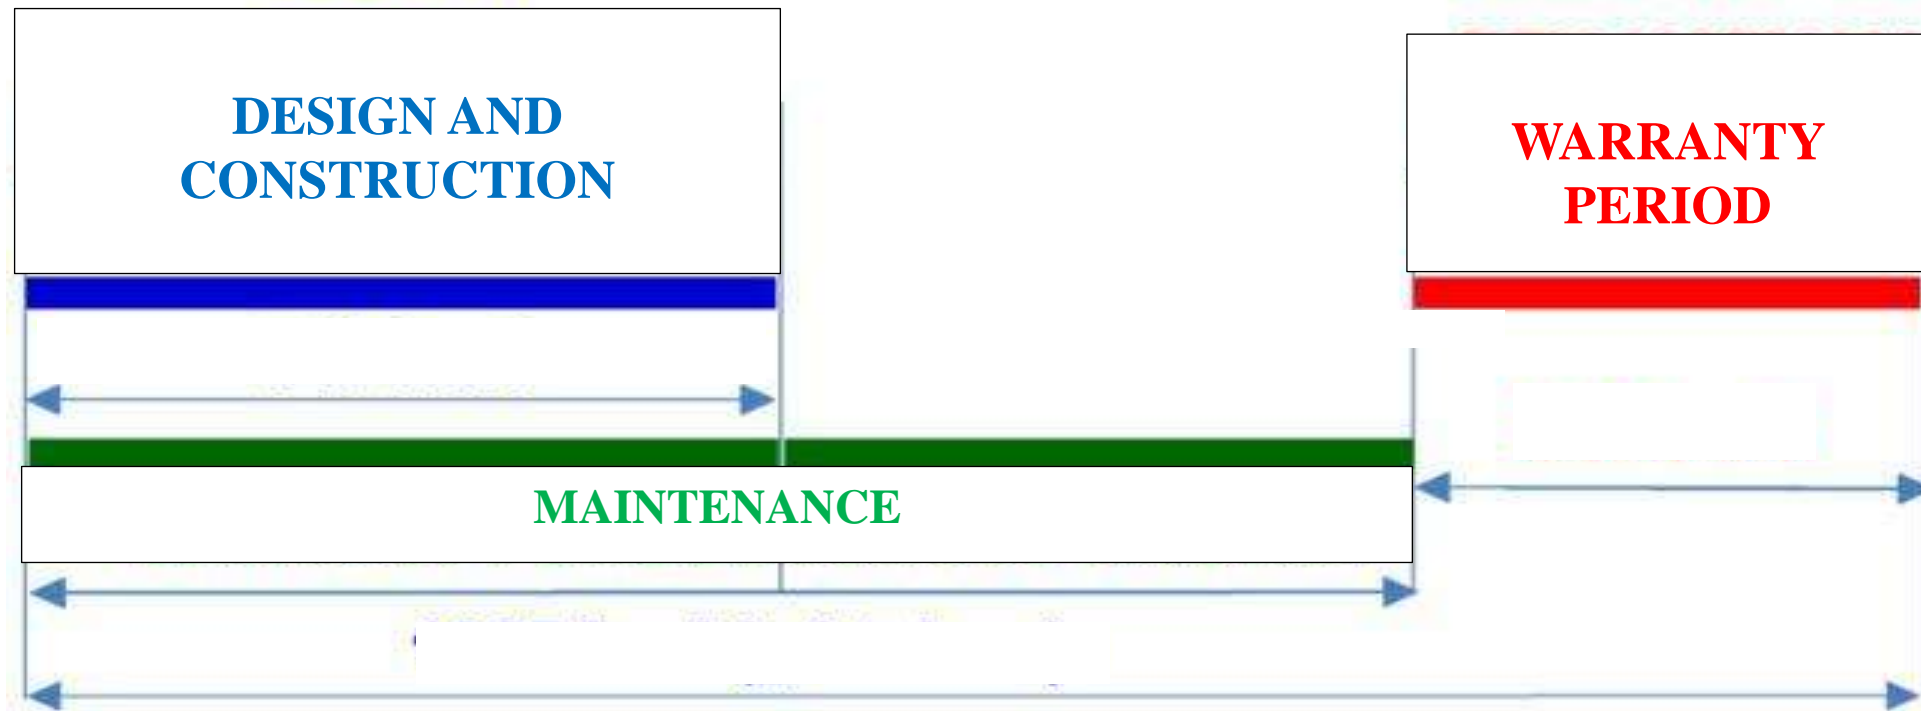 DESIGN AND
CONSTRUCTION
WARRANTY
PERIOD
MAINTENANCE